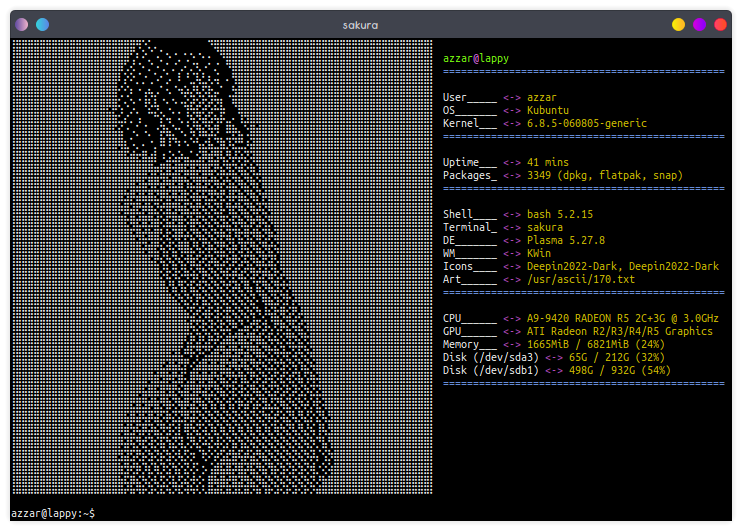 sakura
azzar@lappy
===============================================
User_____ <-> azzar
OS_______ <-> Kubuntu
Kernel___ <-> 6.8.5-060805-generic
===============================================
Uptime___ <-> 41 mins
Packages_ <-> 3349 (dpkg, flatpak, snap)
===============================================
Shell____ <-> bash 5.2.15
Terminal_ <-> sakura
DE_______ <-> Plasma 5.27.8
WM_______ <-> KWin
Icons____ <-> Deepin2022-Dark, Deepin2022-Dark
Art______ <-> /usr/ascii/170.txt
===============================================
CPU______ <-> A9-9420 RADEON R5 2C+3G @ 3.0GHz
GPU______ <-> ATI Radeon R2/R3/R4/R5 Graphics
Memory___ <-> 1665MiB / 6821MiB (24%)
Disk (/dev/sda3) <-> 65G / 212G (32%)
Disk (/dev/sdb1) <-> 498G / 932G (54%)
===============================================
azzar@lappy:~$